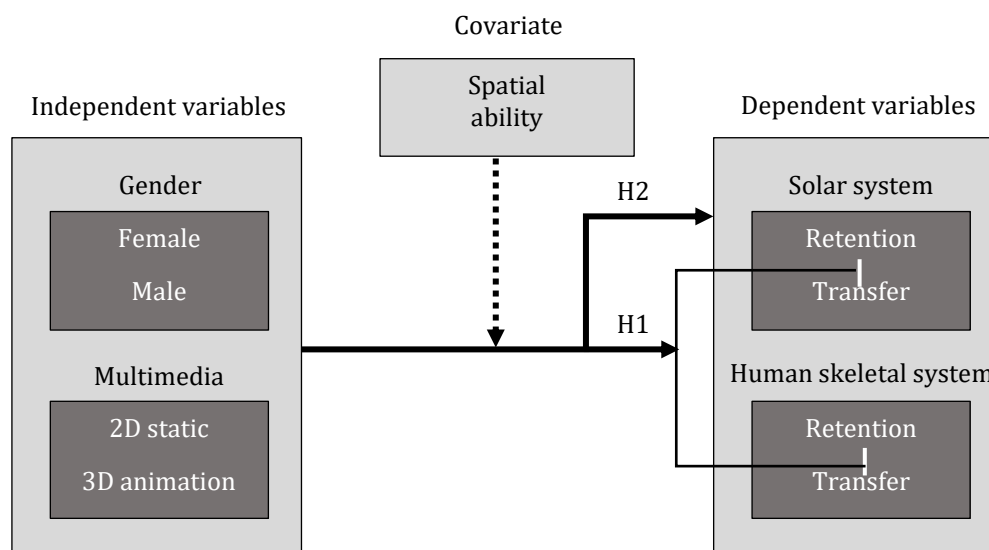 Covariate
Spatial
ability
Independent variables
Gender
Female
Male
Multimedia
2D static
3D animation
H2
H1
Dependent variables
Solar system
Retention
Transfer
Human skeletal system
Retention
Transfer